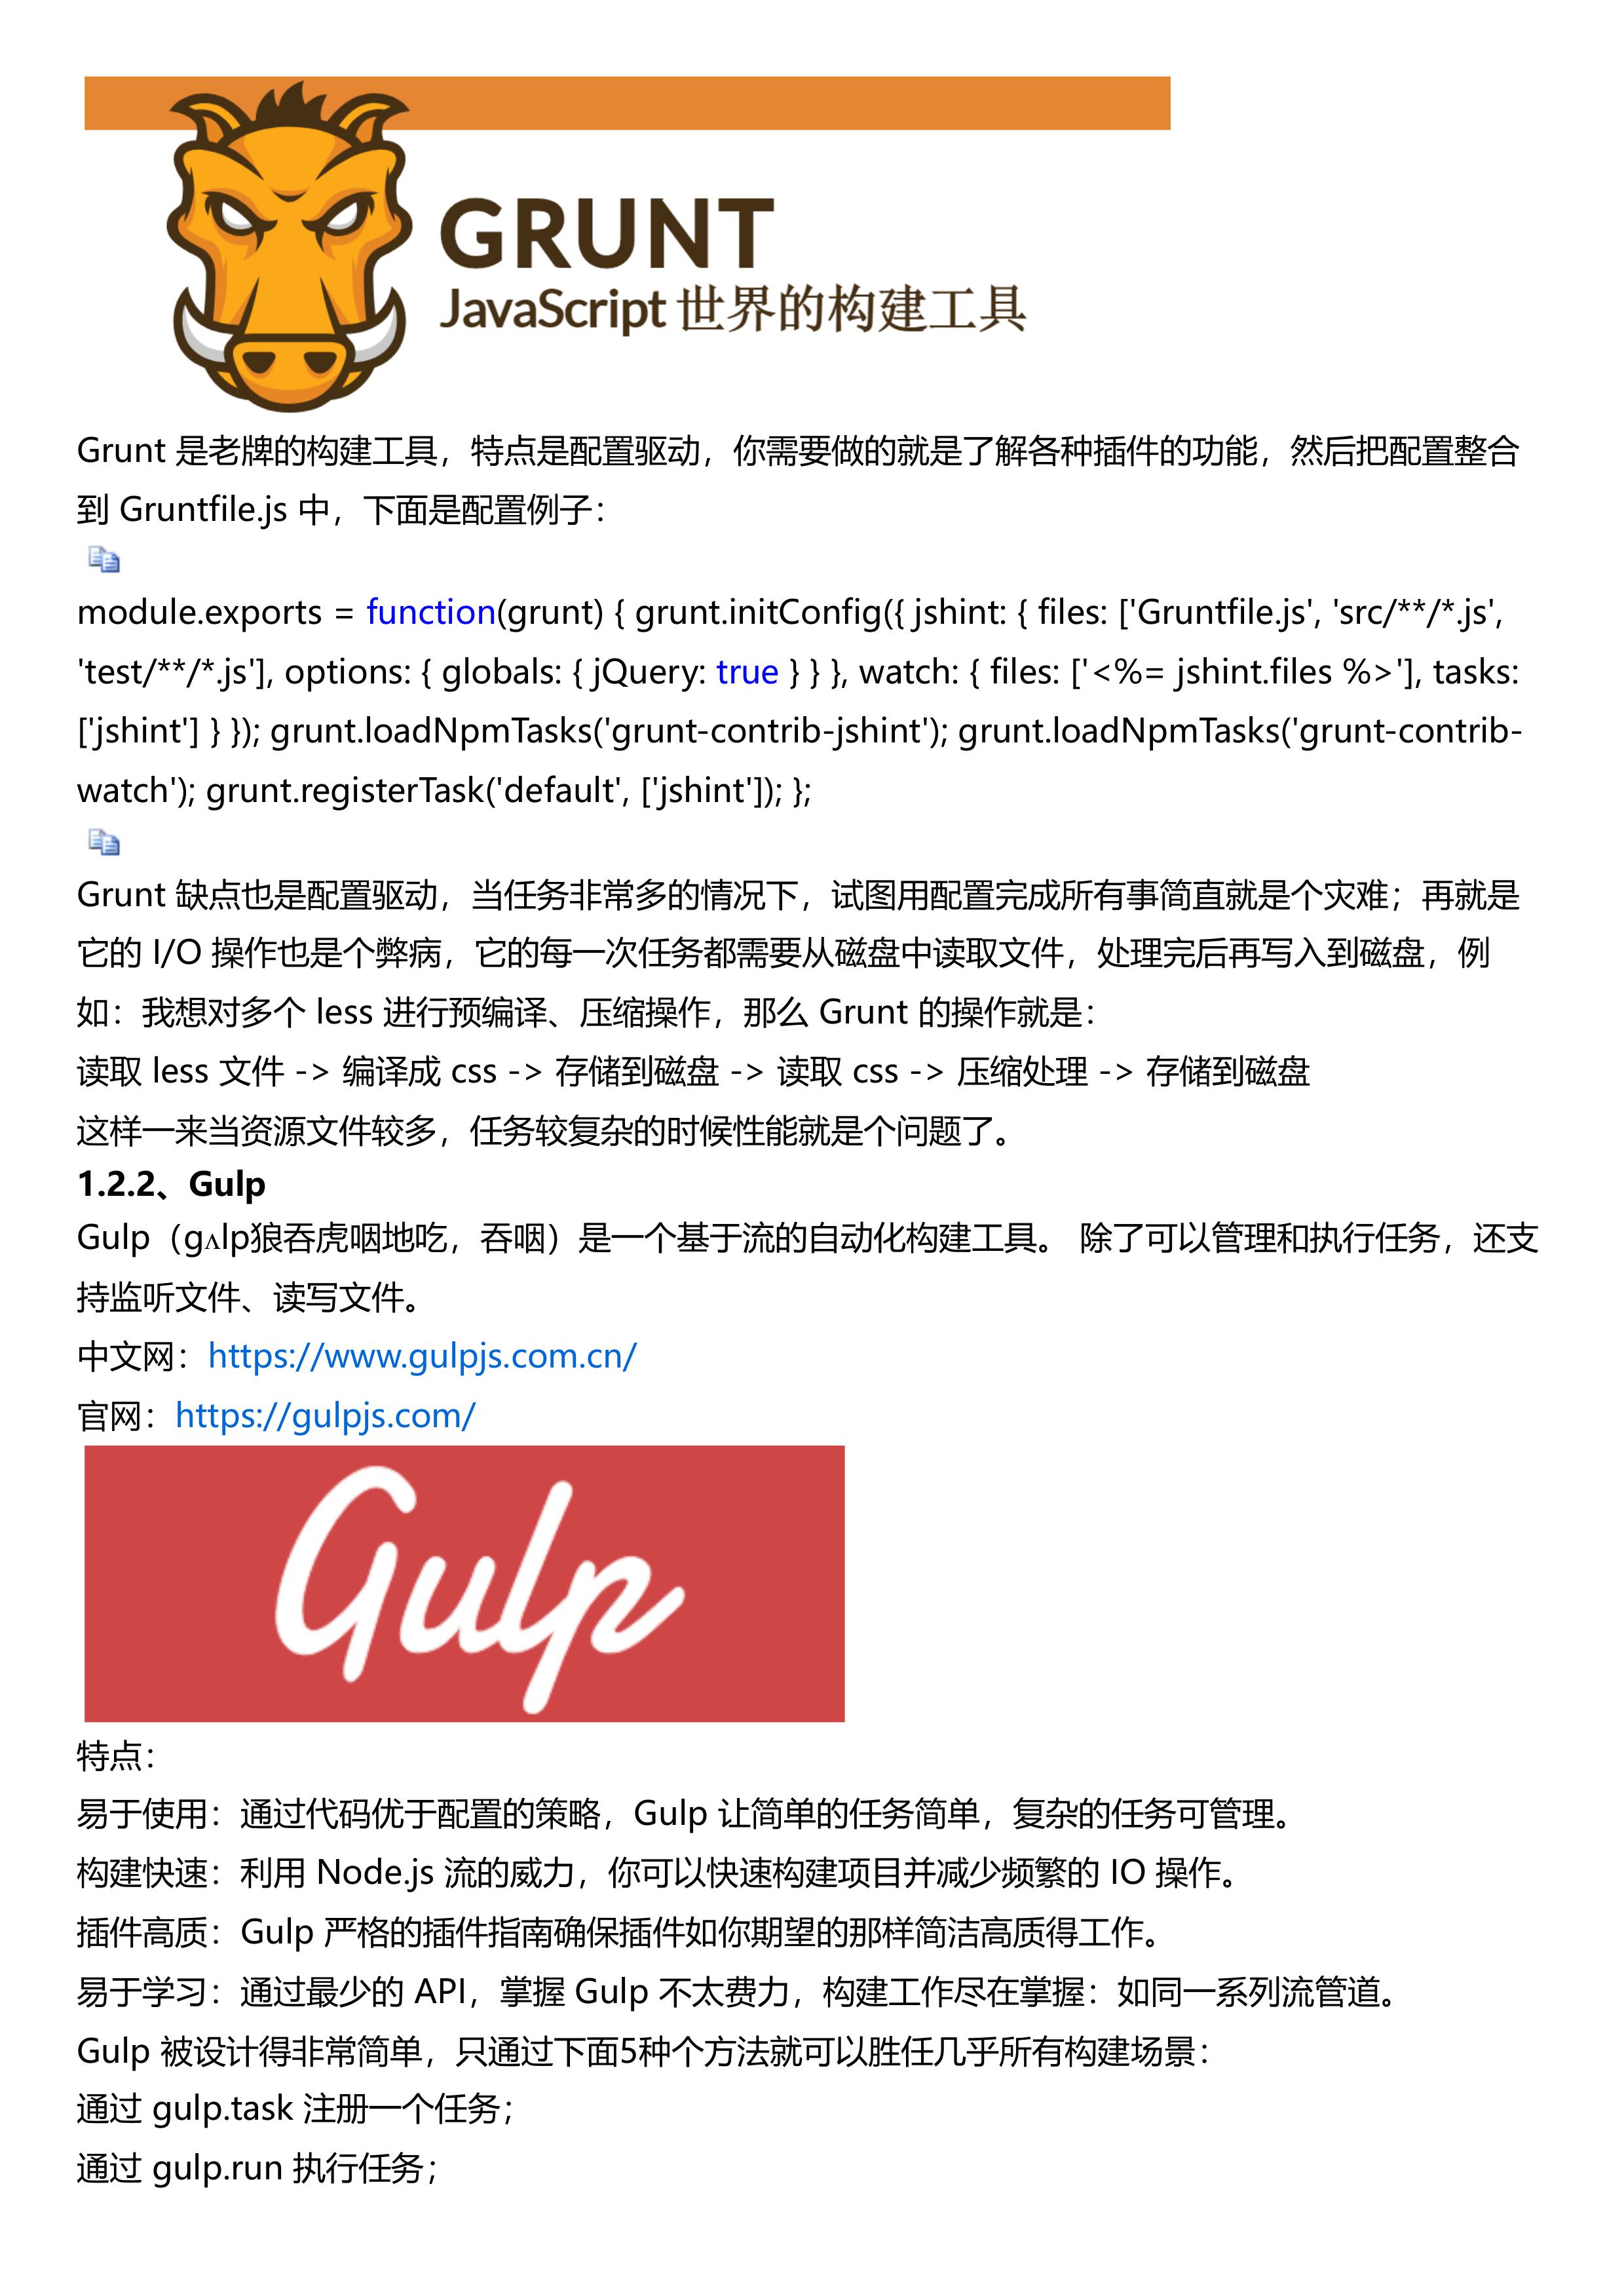 GRUNT
JavaScript 世界的构建工具
Grunt 是老牌的构建工具，特点是配置驱动，你需要做的就是了解各种插件的功能，然后把配置整合
到 Gruntfile.js 中，下面是配置例子：
module.exports = function(grunt) { grunt.initConfig({ jshint: { files: ['Gruntfile.js', 'src/**/*.js',
'test/**/*.js'], options: { globals: { jQuery: true } } }, watch: { files: ['<%= jshint.files %>'], tasks:
['jshint'] } }); grunt.loadNpmTasks('grunt-contrib-jshint'); grunt.loadNpmTasks('grunt-contrib-
watch'); grunt.registerTask('default', ['jshint']); };
Grunt 缺点也是配置驱动，当任务非常多的情况下，试图用配置完成所有事简直就是个灾难；再就是
它的 I/O 操作也是个弊病，它的每一次任务都需要从磁盘中读取文件，处理完后再写入到磁盘，例
如：我想对多个 less 进行预编译、压缩操作，那么 Grunt 的操作就是：
读取 less 文件 -> 编译成 css -> 存储到磁盘 -> 读取 css -> 压缩处理 -> 存储到磁盘
这样一来当资源文件较多，任务较复杂的时候性能就是个问题了。
1.2.2、Gulp
Gulp（gʌlp狼吞虎咽地吃，吞咽）是一个基于流的自动化构建工具。 除了可以管理和执行任务，还支
持监听文件、读写文件。
中文网：https://www.gulpjs.com.cn/
官网：https://gulpjs.com/
Gulp
特点：
易于使用：通过代码优于配置的策略，Gulp 让简单的任务简单，复杂的任务可管理。
构建快速：利用 Node.js 流的威力，你可以快速构建项目并减少频繁的 IO 操作。
插件高质：Gulp 严格的插件指南确保插件如你期望的那样简洁高质得工作。
易于学习：通过最少的 API，掌握 Gulp 不太费力，构建工作尽在掌握：如同一系列流管道。
Gulp 被设计得非常简单，只通过下面5种个方法就可以胜任几乎所有构建场景：
通过 gulp.task 注册一个任务；
通过 gulp.run 执行任务；